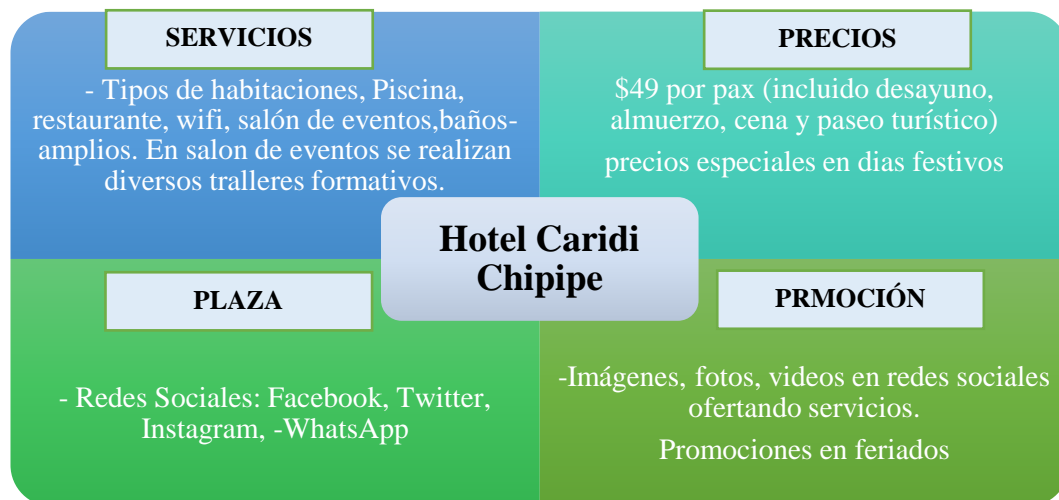 SERVICIOS
- Tipos de habitaciones, Piscina,
restaurante, wifi, salón de eventos,baños-
amplios. En salon de eventos se realizan
diversos tralleres formativos.
PRECIOS
$49 por pax (incluido desayuno,
almuerzo, cena y paseo turístico)
precios especiales en dias festivos
Hotel Caridi
Chipipe
PLAZA
- Redes Sociales: Facebook, Twitter,
Instagram, -WhatsApp
PRMOCIÓN
-Imágenes, fotos, videos en redes sociales
ofertando servicios.
Promociones en feriados